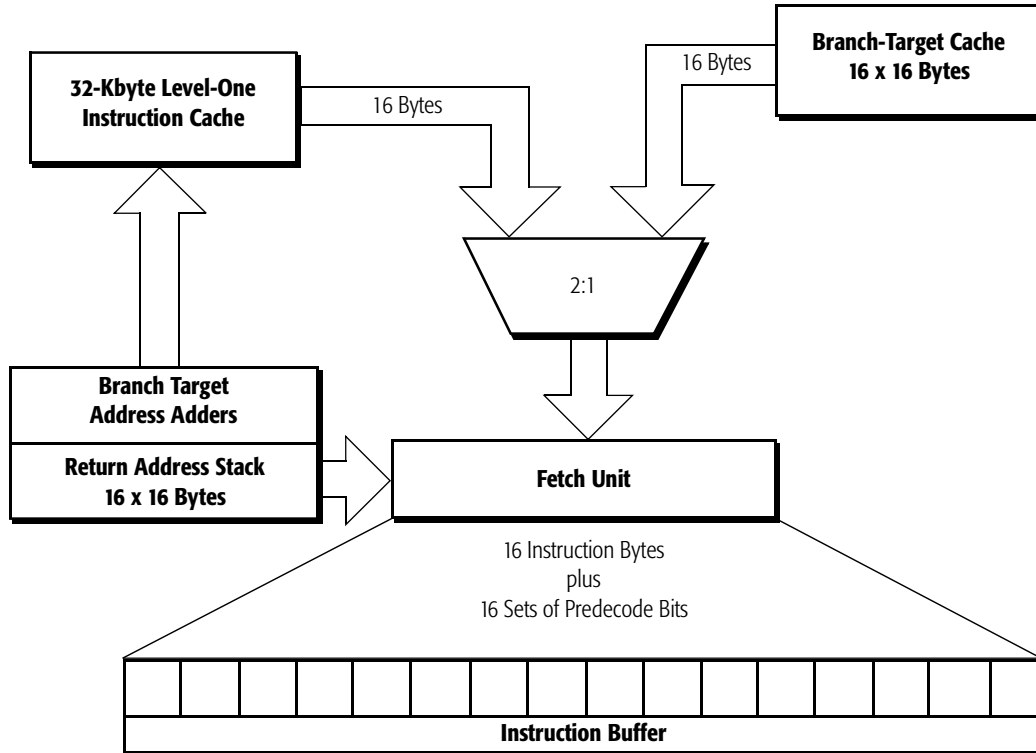 32-Kbyte Level-One
Instruction Cache
16 Bytes
16 Bytes
Branch-Target Cache
16 x 16 Bytes
2:1
Branch Target
Address Adders
Return Address Stack
16 x 16 Bytes
Fetch Unit
16 Instruction Bytes
plus
16 Sets of Predecode Bits
Instruction Buffer